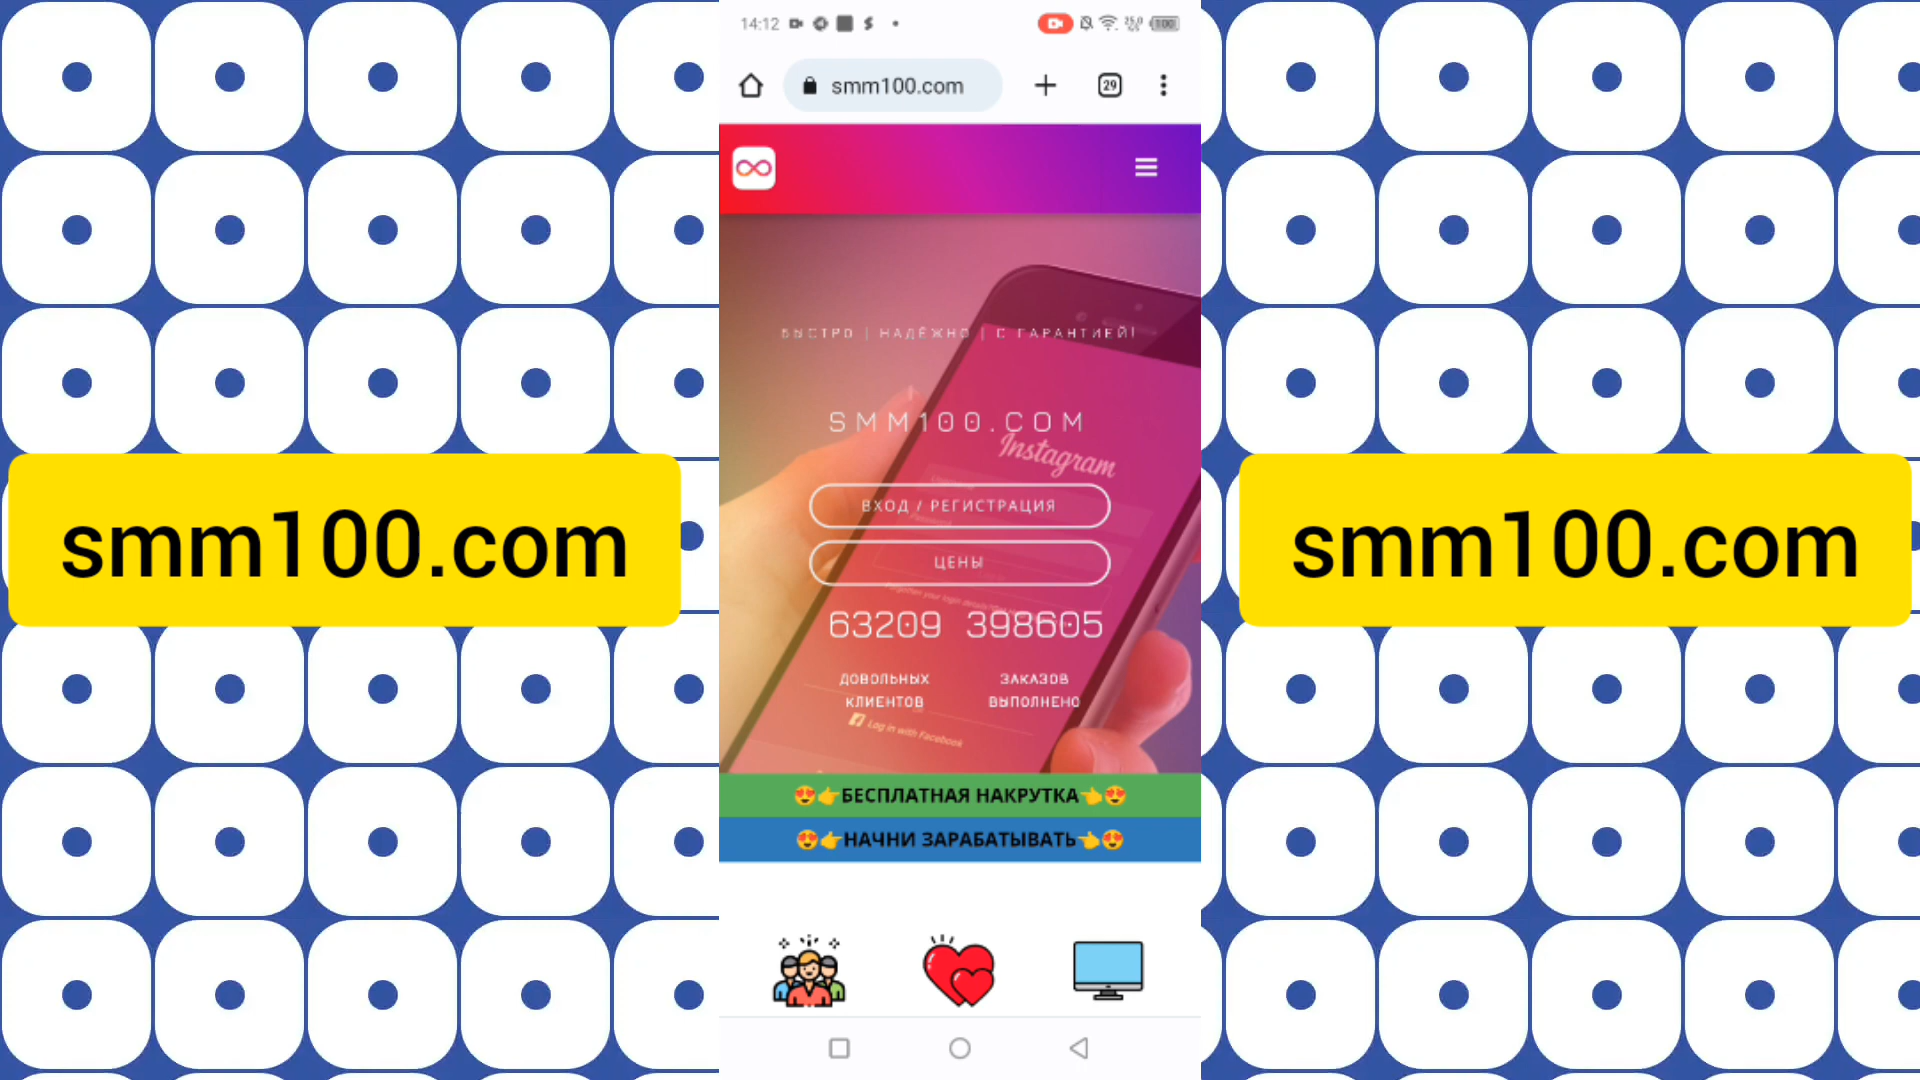 14:12
smm100.com
29
БЫСТРО | НАДЁЖНО | С ГАРАНТИЕЙ!
SMM100.COM
Instagram
ВХОД / РЕГИСТРАЦИЯ
ЦЕНЫ
63209 398605
ДОВОЛЬНЫХ
КЛИЕНТОВ
ЗАКАЗОВ
ВЫПОЛНЕНО
Log in with Facebook
😍👉БЕСПЛАТНАЯ НАКРУТКА👈😍
😍👉НАЧНИ ЗАРАБАТЫВАТЬ👈😍
smm100.com
smm100.com